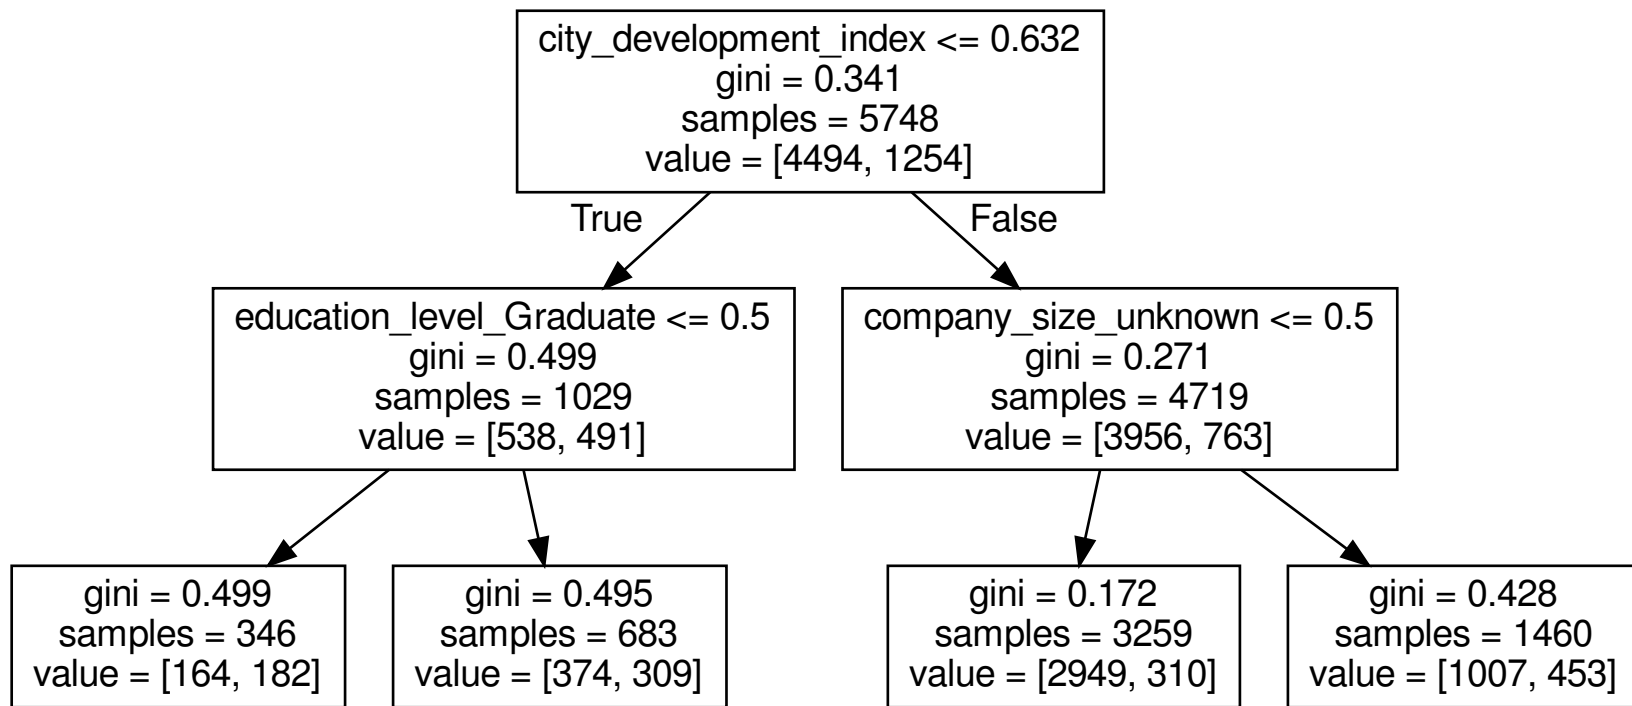 city_development_index <= 0.632
gini = 0.341
samples = 5748
value = [4494, 1254]
True
False
education_level_Graduate <= 0.5
gini = 0.499
samples = 1029
value = [538, 491]
company_size_unknown <= 0.5
gini = 0.271
samples = 4719
value = [3956, 763]
gini = 0.499
samples = 346
value = [164, 182]
gini = 0.495
samples = 683
value = [374, 309]
gini = 0.172
samples = 3259
value = [2949, 310]
gini = 0.428
samples = 1460
value = [1007, 453]